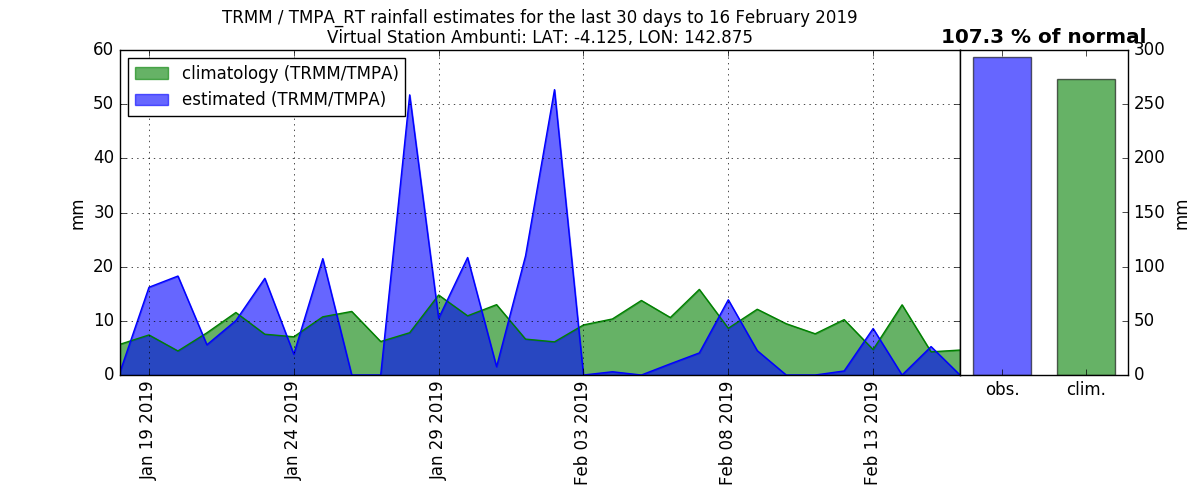 TRMM / TMPA_RT rainfall estimates for the last 30 days to 16 February 2019
Virtual Station Ambunti: LAT: -4.125, LON: 142.875
107.3 % of normal
climatology (TRMM/TMPA)
estimated (TRMM/TMPA)
60
50
40
30
20
10
0
mm
Jan 19 2019
Jan 24 2019
Jan 29 2019
Feb 03 2019
Feb 08 2019
Feb 13 2019
300
250
200
150
100
50
0
mm
obs.
clim.